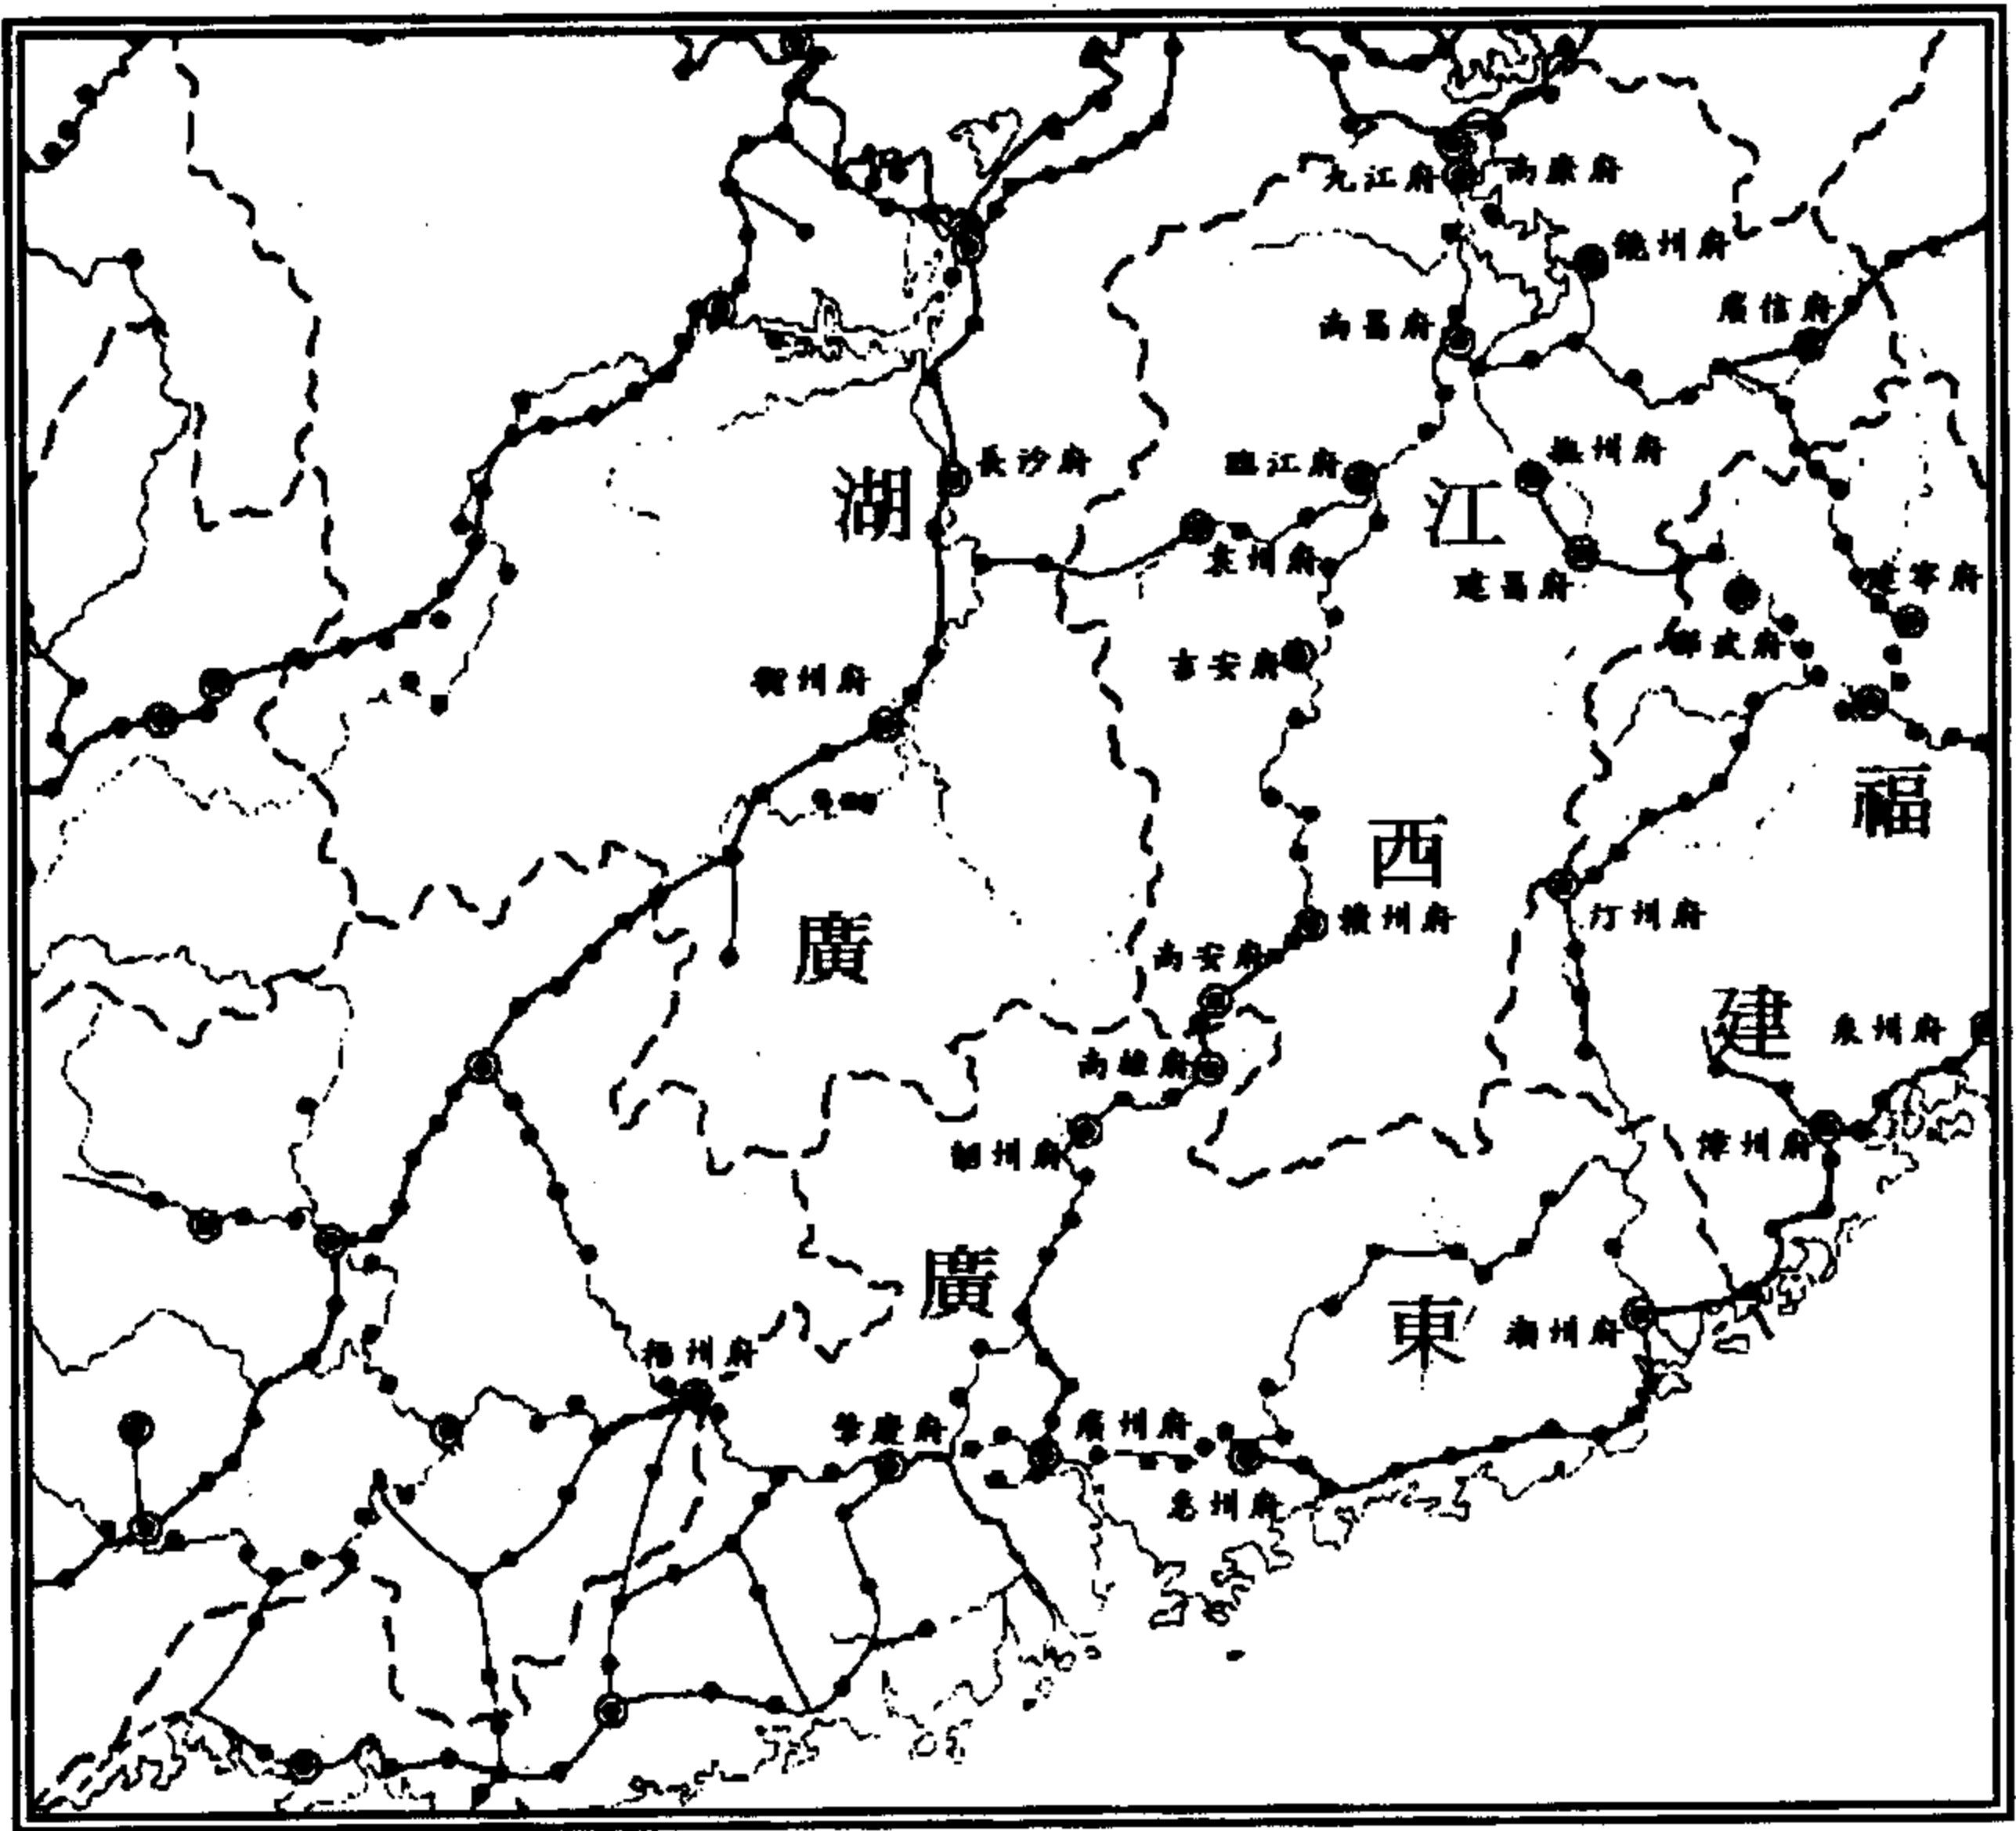 九江府
南康府
饒州府
廣信府
南昌府
長沙府
臨江府
撫州府
湖
江
袁州府
建昌府
建寧府
吉安府
邵武府
衡州府
福
西
贛州府
汀州府
廣
南安府
建
泉州府
南雄府
韶州府
漳州府
廣
東
潮州府
梧州府
肇慶府
廣州府
惠州府